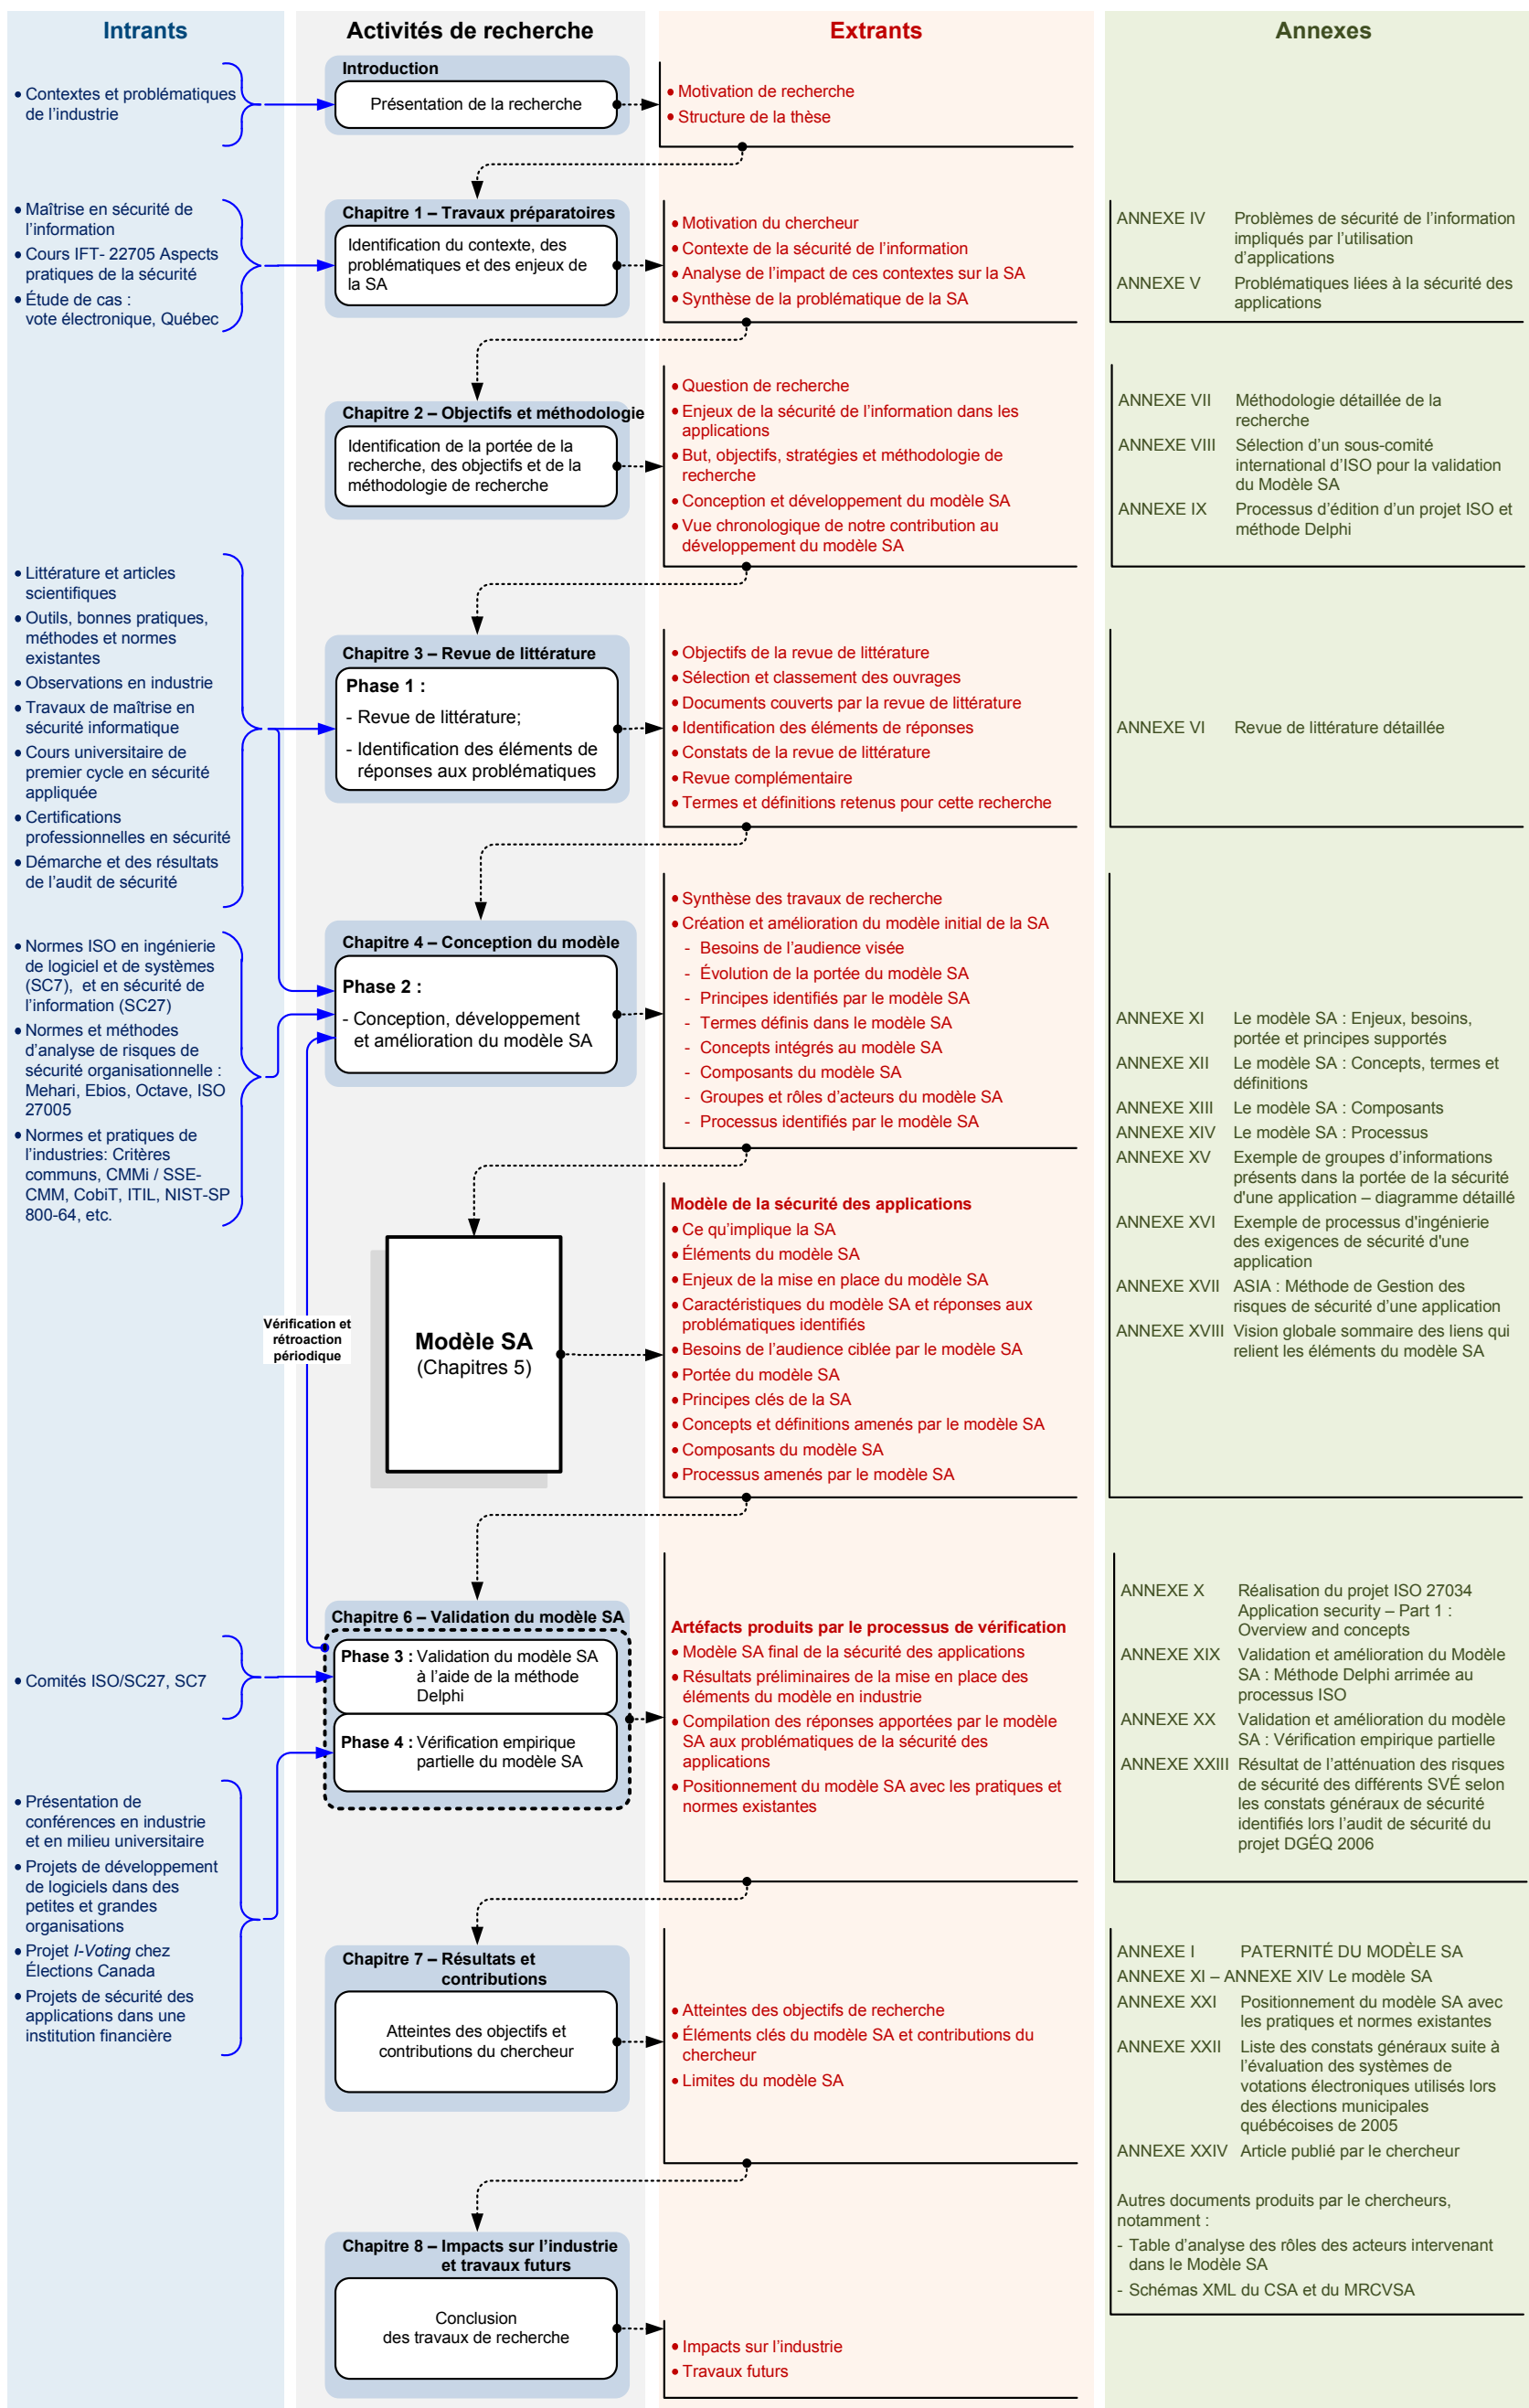 Intrants
Activités de recherche
Extrants
Annexes
• Contextes et problématiques
de l'industrie
Introduction
Présentation de la recherche
• Motivation de recherche
• Structure de la thèse
• Maîtrise en sécurité de
l'information
• Cours IFT- 22705 Aspects
pratiques de la sécurité
• Étude de cas :
vote électronique, Québec
Chapitre 1 – Travaux préparatoires
Identification du contexte, des
problématiques et des enjeux de
la SA
• Motivation du chercheur
• Contexte de la sécurité de l'information
• Analyse de l'impact de ces contextes sur la SA
• Synthèse de la problématique de la SA
ANNEXE IV Problèmes de sécurité de l'information
impliqués par l'utilisation
d'applications
ANNEXE V Problématiques liées à la sécurité des
applications
Chapitre 2 – Objectifs et méthodologie
Identification de la portée de la
recherche, des objectifs et de la
méthodologie de recherche
• Question de recherche
• Enjeux de la sécurité de l'information dans les
applications
• But, objectifs, stratégies et méthodologie de
recherche
• Conception et développement du modèle SA
• Vue chronologique de notre contribution au
développement du modèle SA
ANNEXE VII Méthodologie détaillée de la
recherche
ANNEXE VIII Sélection d'un sous-comité
international d'ISO pour la validation
du Modèle SA
ANNEXE IX Processus d'édition d'un projet ISO et
méthode Delphi
• Littérature et articles
scientifiques
• Outils, bonnes pratiques,
méthodes et normes
existantes
• Observations en industrie
• Travaux de maîtrise en
sécurité informatique
• Cours universitaire de
premier cycle en sécurité
appliquée
• Certifications
professionnelles en sécurité
• Démarche et des résultats
de l'audit de sécurité
Chapitre 3 – Revue de littérature
Phase 1 :
- Revue de littérature;
- Identification des éléments de
réponses aux problématiques
• Objectifs de la revue de littérature
• Sélection et classement des ouvrages
• Documents couverts par la revue de littérature
• Identification des éléments de réponses
• Constats de la revue de littérature
• Revue complémentaire
• Termes et définitions retenus pour cette recherche
ANNEXE VI Revue de littérature détaillée
• Normes ISO en ingénierie
de logiciel et de systèmes
(SC7), et en sécurité de
l'information (SC27)
• Normes et méthodes
d'analyse de risques de
sécurité organisationnelle :
Mehari, Ebios, Octave, ISO
27005
• Normes et pratiques de
l'industries: Critères
communs, CMMi / SSE-
CMM, CobiT, ITIL, NIST-SP
800-64, etc.
Chapitre 4 – Conception du modèle
Phase 2 :
- Conception, développement
et amélioration du modèle SA
• Synthèse des travaux de recherche
• Création et amélioration du modèle initial de la SA
- Besoins de l'audience visée
- Évolution de la portée du modèle SA
- Principes identifiés par le modèle SA
- Termes définis dans le modèle SA
- Concepts intégrés au modèle SA
- Composants du modèle SA
- Groupes et rôles d'acteurs du modèle SA
- Processus identifiés par le modèle SA
ANNEXE XI Le modèle SA : Enjeux, besoins,
portée et principes supportés
ANNEXE XII Le modèle SA : Concepts, termes et
définitions
ANNEXE XIII Le modèle SA : Composants
ANNEXE XIV Le modèle SA : Processus
ANNEXE XV Exemple de groupes d'informations
présents dans la portée de la sécurité
d'une application – diagramme détaillé
ANNEXE XVI Exemple de processus d'ingénierie
des exigences de sécurité d'une
application
ANNEXE XVII ASIA : Méthode de Gestion des
risques de sécurité d'une application
ANNEXE XVIII Vision globale sommaire des liens qui
relient les éléments du modèle SA
Vérification et
rétroaction
périodique
Modèle SA
(Chapitres 5)
Modèle de la sécurité des applications
• Ce qu'implique la SA
• Éléments du modèle SA
• Enjeux de la mise en place du modèle SA
• Caractéristiques du modèle SA et réponses aux
problématiques identifiés
• Besoins de l'audience ciblée par le modèle SA
• Portée du modèle SA
• Principes clés de la SA
• Concepts et définitions amenés par le modèle SA
• Composants du modèle SA
• Processus amenés par le modèle SA
• Comités ISO/SC27, SC7
Chapitre 6 – Validation du modèle SA
Phase 3 : Validation du modèle SA
à l'aide de la méthode
Delphi
Phase 4 : Vérification empirique
partielle du modèle SA
Artéfacts produits par le processus de vérification
• Modèle SA final de la sécurité des applications
• Résultats préliminaires de la mise en place des
éléments du modèle en industrie
• Compilation des réponses apportées par le modèle
SA aux problématiques de la sécurité des
applications
• Positionnement du modèle SA avec les pratiques et
normes existantes
ANNEXE X Réalisation du projet ISO 27034
Application security – Part 1 :
Overview and concepts
ANNEXE XIX Validation et amélioration du Modèle
SA : Méthode Delphi arrimée au
processus ISO
ANNEXE XX Validation et amélioration du modèle
SA : Vérification empirique partielle
ANNEXE XXIII Résultat de l'atténuation des risques
de sécurité des différents SVÉ selon
les constats généraux de sécurité
identifiés lors l'audit de sécurité du
projet DGÉQ 2006
• Présentation de
conférences en industrie
et en milieu universitaire
• Projets de développement
de logiciels dans des
petites et grandes
organisations
• Projet I-Voting chez
Élections Canada
• Projets de sécurité des
applications dans une
institution financière
Chapitre 7 – Résultats et
contributions
Atteintes des objectifs et
contributions du chercheur
• Atteintes des objectifs de recherche
• Éléments clés du modèle SA et contributions du
chercheur
• Limites du modèle SA
ANNEXE I PATERNITÉ DU MODÈLE SA
ANNEXE XI – ANNEXE XIV Le modèle SA
ANNEXE XXI Positionnement du modèle SA avec
les pratiques et normes existantes
ANNEXE XXII Liste des constats généraux suite à
l'évaluation des systèmes de
votations électroniques utilisés lors
des élections municipales
québécoises de 2005
ANNEXE XXIV Article publié par le chercheur
Autres documents produits par le chercheurs,
notamment :
- Table d'analyse des rôles des acteurs intervenant
dans le Modèle SA
- Schémas XML du CSA et du MRCVSA
Chapitre 8 – Impacts sur l'industrie
et travaux futurs
Conclusion
des travaux de recherche
• Impacts sur l'industrie
• Travaux futurs